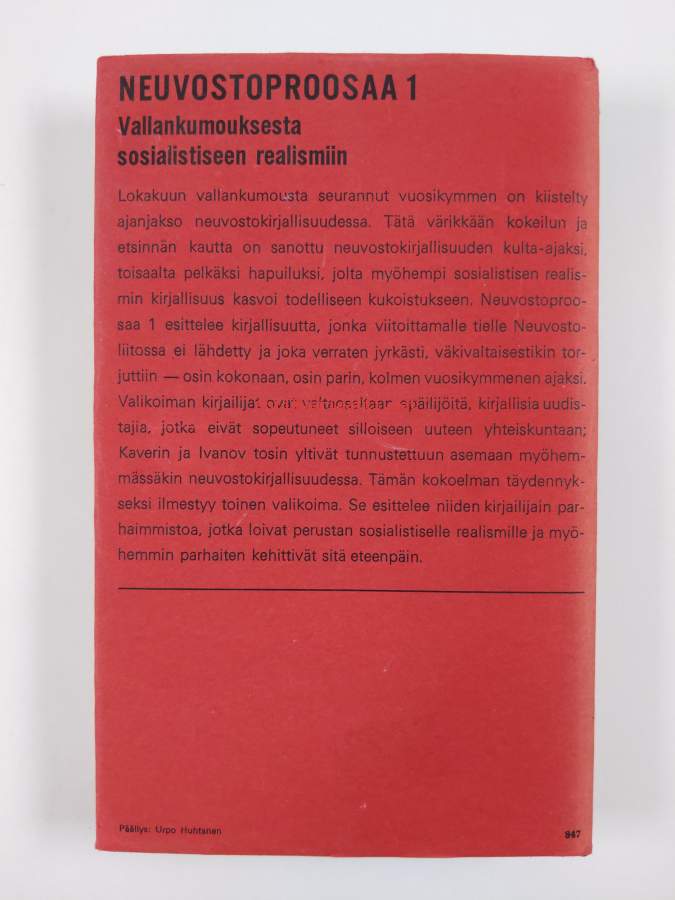 NEUVOSTOPROOSAA 1
Vallankumouksesta
sosialistiseen realismiin
Lokakuun vallankumousta seurannut vuosikymmen on kiistelty
ajanjakso neuvostokirjallisuudessa. Tätä värikkään kokeilun ja
etsinnän kautta on sanottu neuvostokirjallisuuden kulta-ajaksi,
toisaalta pelkäksi hapuiluksi, jolta myöhempi sosialistisen realis-
min kirjallisuus kasvoi todelliseen kukoistukseen. Neuvostoproo-
saa 1 esittelee kirjallisuutta, jonka viitoittamalle tielle Neuvosto-
liitossa ei lähdetty ja joka verraten jyrkästi, väkivaltaisestikin tor-
juttiin — osin kokonaan, osin parin, kolmen vuosikymmenen ajaksi.
Valikoiman kirjailijat ovat valtaosaltaan epäilijöitä, kirjallisia uudis-
tajia, jotka eivät sopeutuneet silloiseen uuteen yhteiskuntaan;
Kaverin ja Ivanov tosin yltivät tunnustettuun asemaan myöhem-
mässäkin neuvostokirjallisuudessa. Tämän kokoelman täydennyk-
seksi ilmestyy toinen valikoima. Se esittelee niiden kirjailijain par-
haimmistoa, jotka loivat perustan sosialistiselle realismille ja myö-
hemmin parhaiten kehittivät sitä eteenpäin.
Päällys: Urpo Huhtanen
847